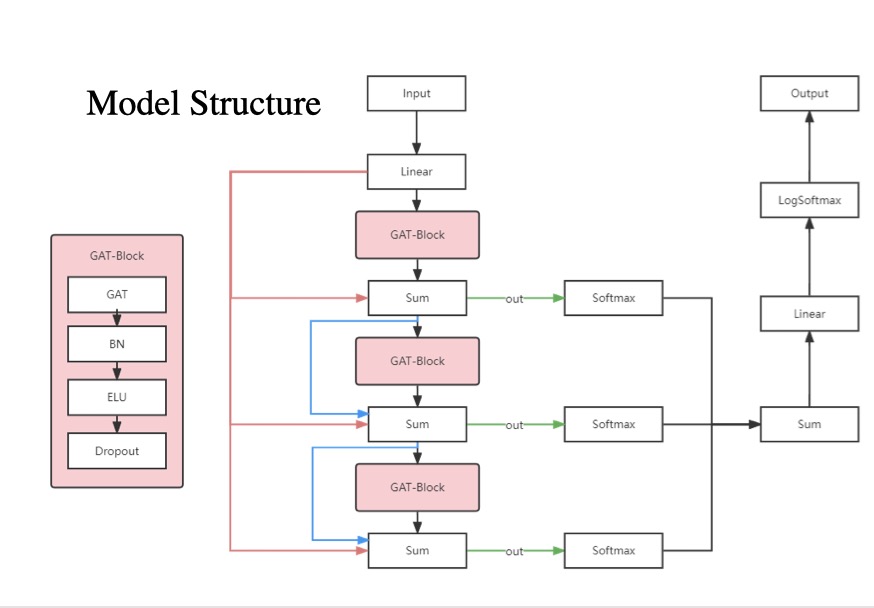 Model Structure
GAT-Block
GAT
BN
ELU
Dropout
Input
Linear
GAT-Block
Sum
out
Softmax
GAT-Block
Sum
out
Softmax
GAT-Block
Sum
out
Softmax
Output
LogSoftmax
Linear
Sum